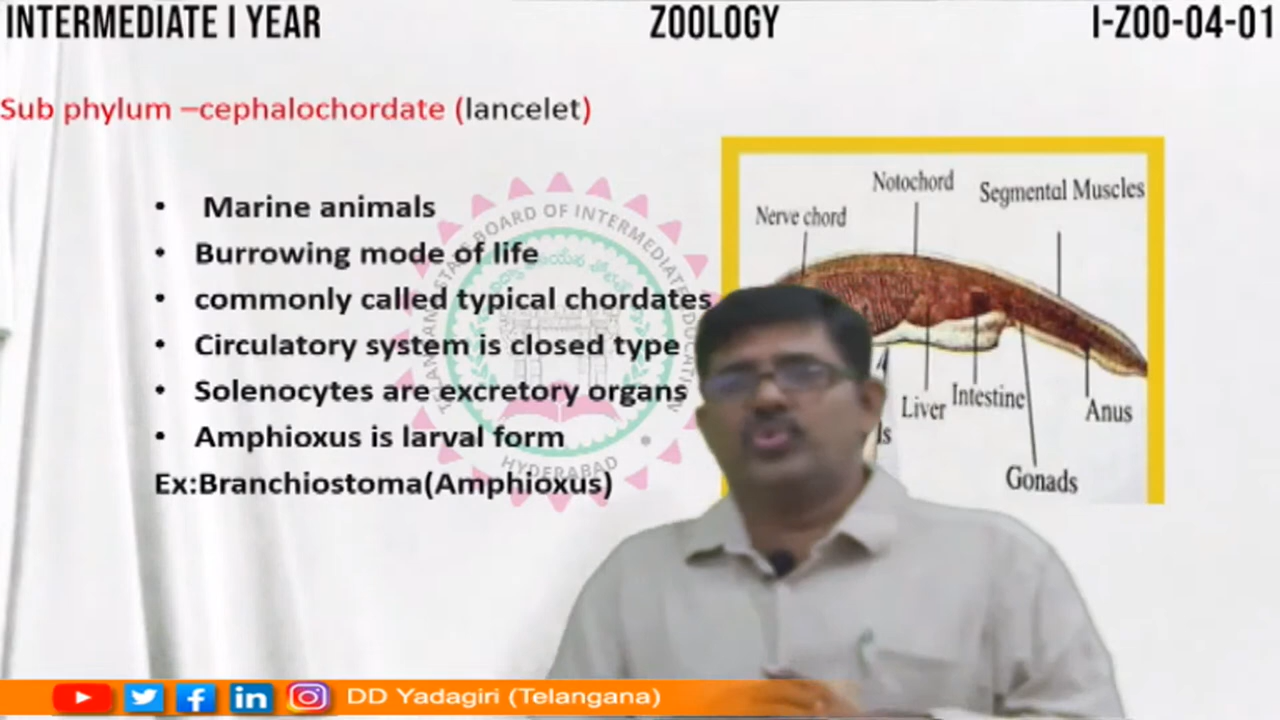 INTERMEDIATE I YEAR ZOOLOGY I-ZOO-04-01
Sub phylum –cephalochordate (lancelet)
• Marine animals
• Burrowing mode of life
• commonly called typical chordates
• Circulatory system is closed type
• Solenocytes are excretory organs
• Amphioxus is larval form
Ex:Branchiostoma(Amphioxus)
Notochord
Segmental Muscles
Nerve chord
Liver
Intestine
Anus
Gonads
HYDERABAD
DD Yadagiri (Telangana)